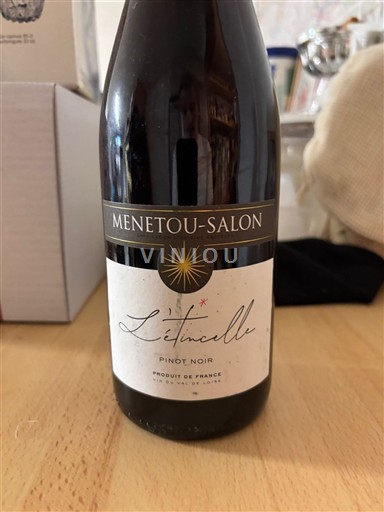 MENETOU-SALON
VINIOU
L'étincelle
PINOT NOIR
PRODUIT DE FRANCE
VIN DU VAL DE LOIRE